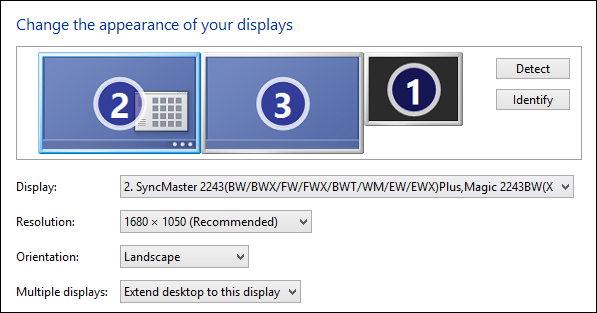 Change the appearance of your displays
2
3
1
Detect
Identify
Display: 2. SyncMaster 2243(BW/BWX/FW/FWX/BWT/WM/EW/EWX)Plus,Magic 2243BW(X
Resolution: 1680 × 1050 (Recommended)
Orientation: Landscape
Multiple displays: Extend desktop to this display